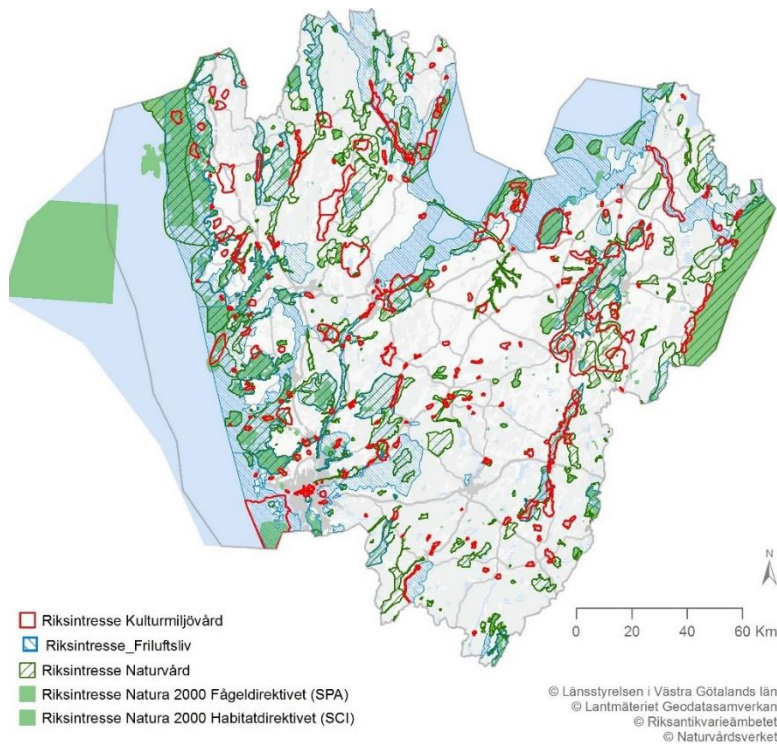 N
0 20 40 60 Km
Riksintresse Kulturmiljövård
Riksintresse_Friluftsliv
Riksintresse Naturvård
Riksintresse Natura 2000 Fågeldirektivet (SPA)
Riksintresse Natura 2000 Habitatdirektivet (SCI)
© Länsstyrelsen i Västra Götalands län
© Lantmäteriet Geodatasamverkan
© Riksantikvarieämbetet
© Naturvårdsverket